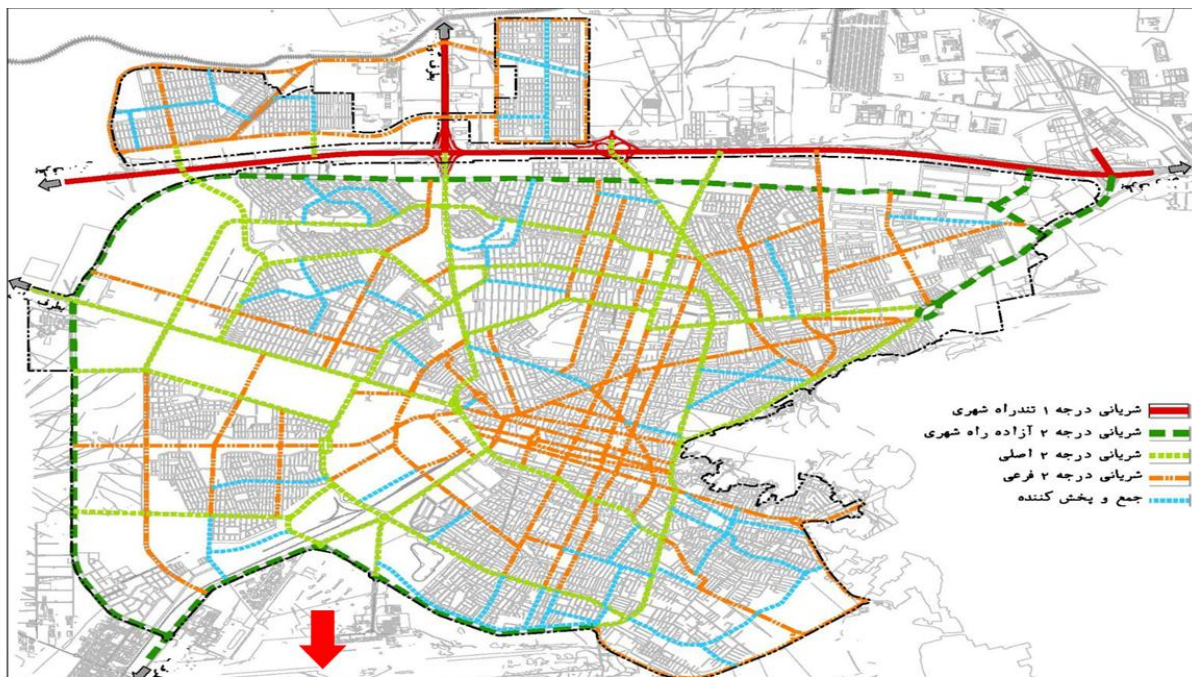 شریانی درجه ۱ تندراه شهری
شریانی درجه ۲ آزاده راه شهری
شریانی درجه ۲ اصلی
شریانی درجه ۲ فرعی
جمع و پخش کننده